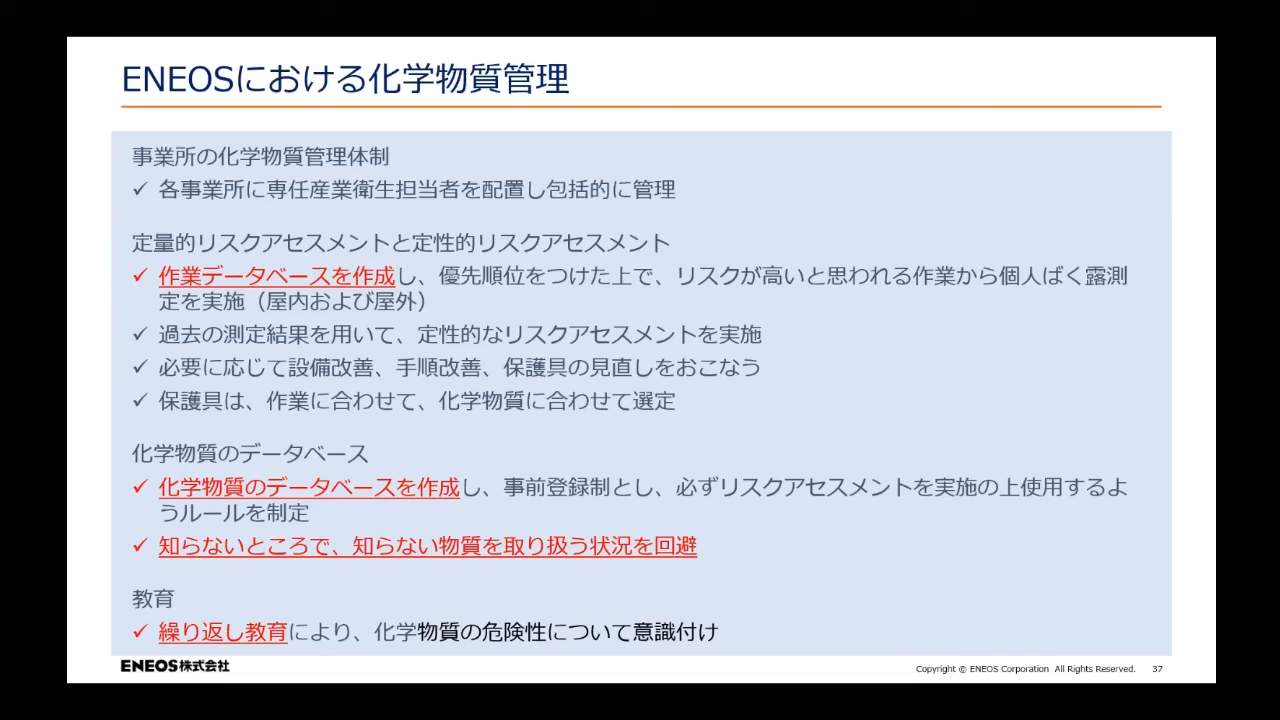 ENEOSにおける化学物質管理
事業所の化学物質管理体制
✓ 各事業所に専任産業衛生担当者を配置し包括的に管理
定量的リスクアセスメントと定性的リスクアセスメント
✓ 作業データベースを作成し、優先順位をつけた上で、リスクが高いと思われる作業から個人ばく露測
定を実施（屋内および屋外）
✓ 過去の測定結果を用いて、定性的なリスクアセスメントを実施
✓ 必要に応じて設備改善、手順改善、保護具の見直しをおこなう
✓ 保護具は、作業に合わせて、化学物質に合わせて選定
化学物質のデータベース
✓ 化学物質のデータベースを作成し、事前登録制とし、必ずリスクアセスメントを実施の上使用するよ
うルールを制定
✓ 知らないところで、知らない物質を取り扱う状況を回避
教育
✓ 繰り返し教育により、化学物質の危険性について意識付け
ENEOS株式会社
Copyright © ENEOS Corporation All Rights Reserved. 37